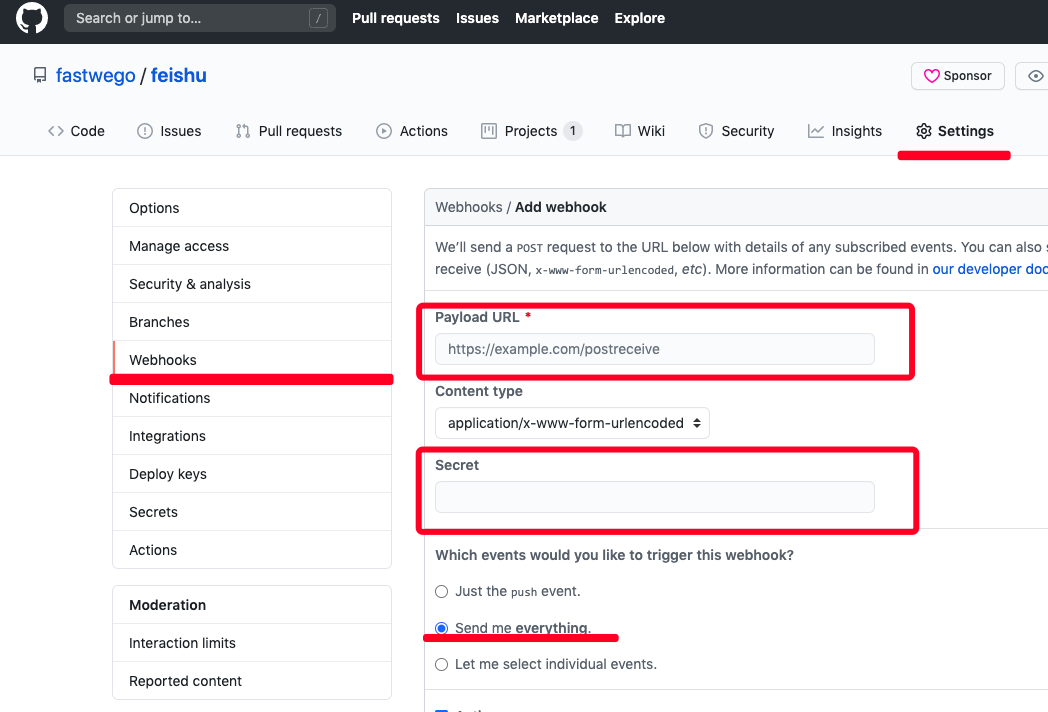 Search or jump to... / Pull requests Issues Marketplace Explore
fastwego / feishu Sponsor
Code Issues Pull requests Actions Projects 1 Wiki Security Insights Settings
Options
Manage access
Security & analysis
Branches
Webhooks
Notifications
Integrations
Deploy keys
Secrets
Actions
Moderation
Interaction limits
Reported content
Webhooks / Add webhook
We'll send a POST request to the URL below with details of any subscribed events. You can also
receive (JSON, x-www-form-urlencoded, etc). More information can be found in our developer doc
Payload URL *
https://example.com/postreceive
Content type
application/x-www-form-urlencoded
Secret
Which events would you like to trigger this webhook?
Just the push event.
Send me everything.
Let me select individual events.